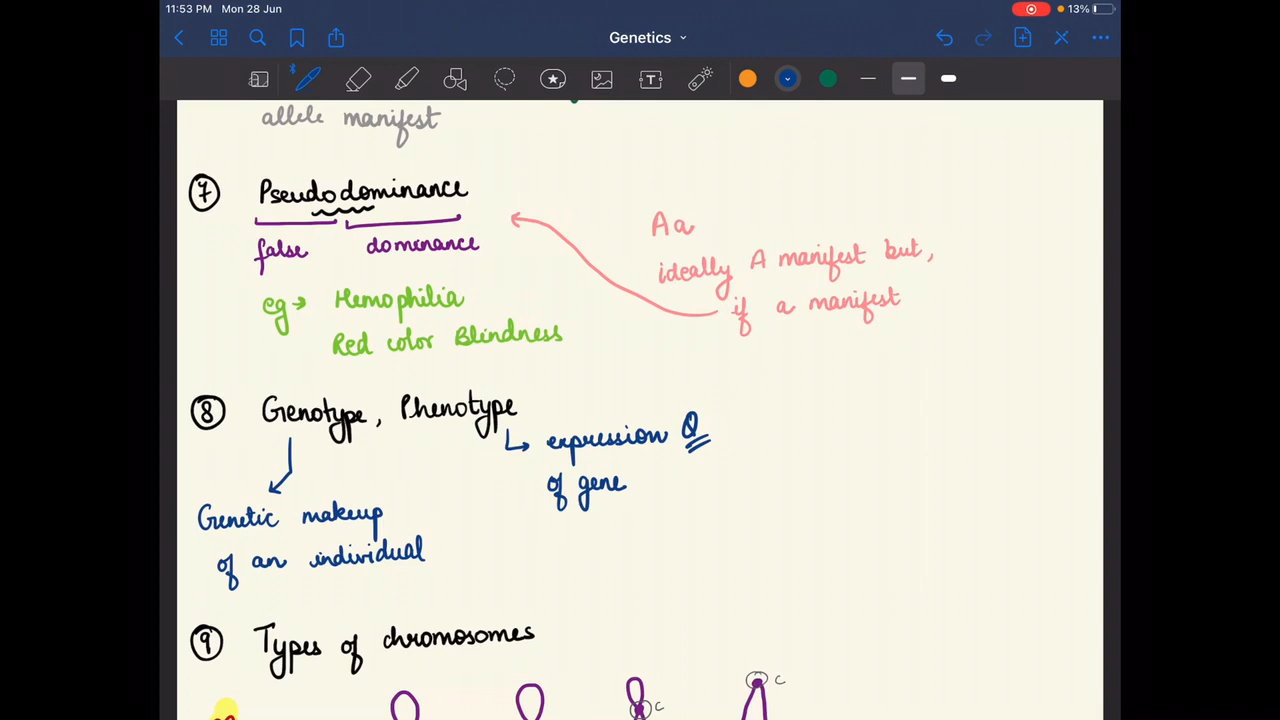 11:53 PM Mon 28 Jun
13%
Genetics
T
allele manifest
7 Pseudodominance
false dominance
eg → Hemophilia
Red color Blindness
Aa
ideally A manifest but,
if a manifest
8 Genotype, Phenotype
expression Q
of gene
Genetic makeup
of an individual
9 Types of chromosomes
C
C